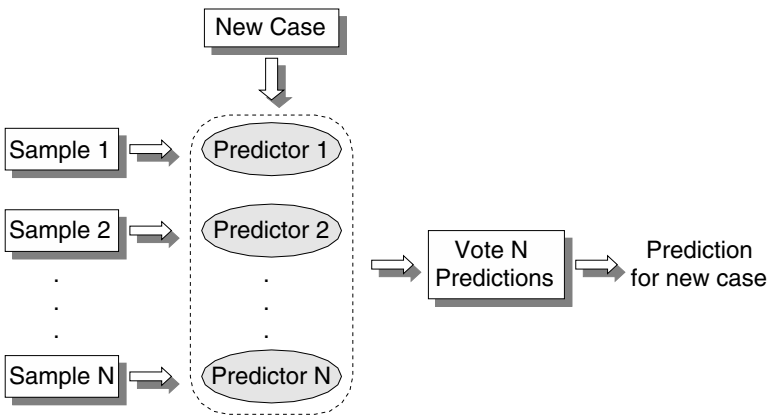 New Case
Sample 1
Predictor 1
Sample 2
Predictor 2
Vote N
Predictions
Prediction
for new case
.
.
.
.
.
.
Sample N
Predictor N